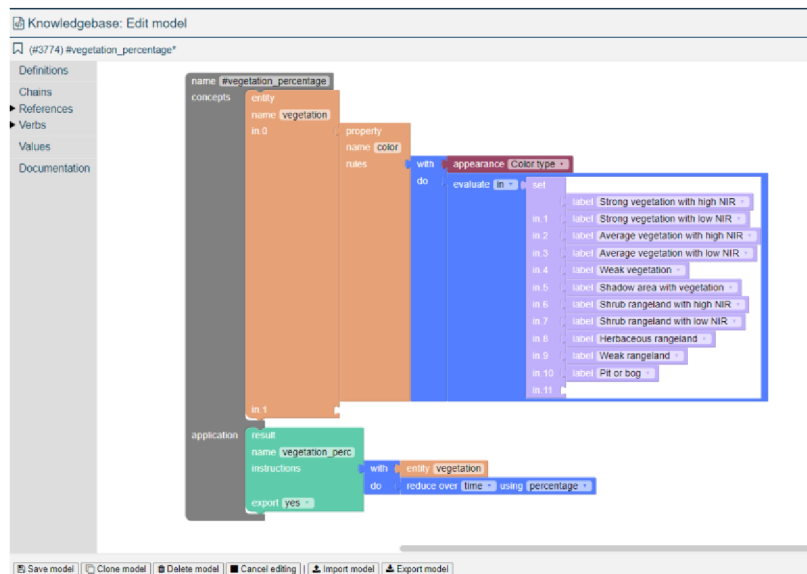 Knowledgebase: Edit model
(#3774) #vegetation_percentage*
Definitions
Chains
References
Verbs
Values
Documentation
name #vegetation_percentage
concepts entity
name vegetation
in.0 property
name color
rules with appearance Color type
do evaluate in set
label Strong vegetation with high NIR
in.1 label Strong vegetation with low NIR
in.2 label Average vegetation with high NIR
in.3 label Average vegetation with low NIR
in.4 label Weak vegetation
in.5 label Shadow area with vegetation
in.6 label Shrub rangeland with high NIR
in.7 label Shrub rangeland with low NIR
in.8 label Herbaceous rangeland
in.9 label Weak rangeland
in.10 label Pit or bog
in.11
in.1
application result
name vegetation_perc
instructions with entity vegetation
do reduce over time using percentage
export yes
Save model Clone model Delete model Cancel editing | Import model Export model